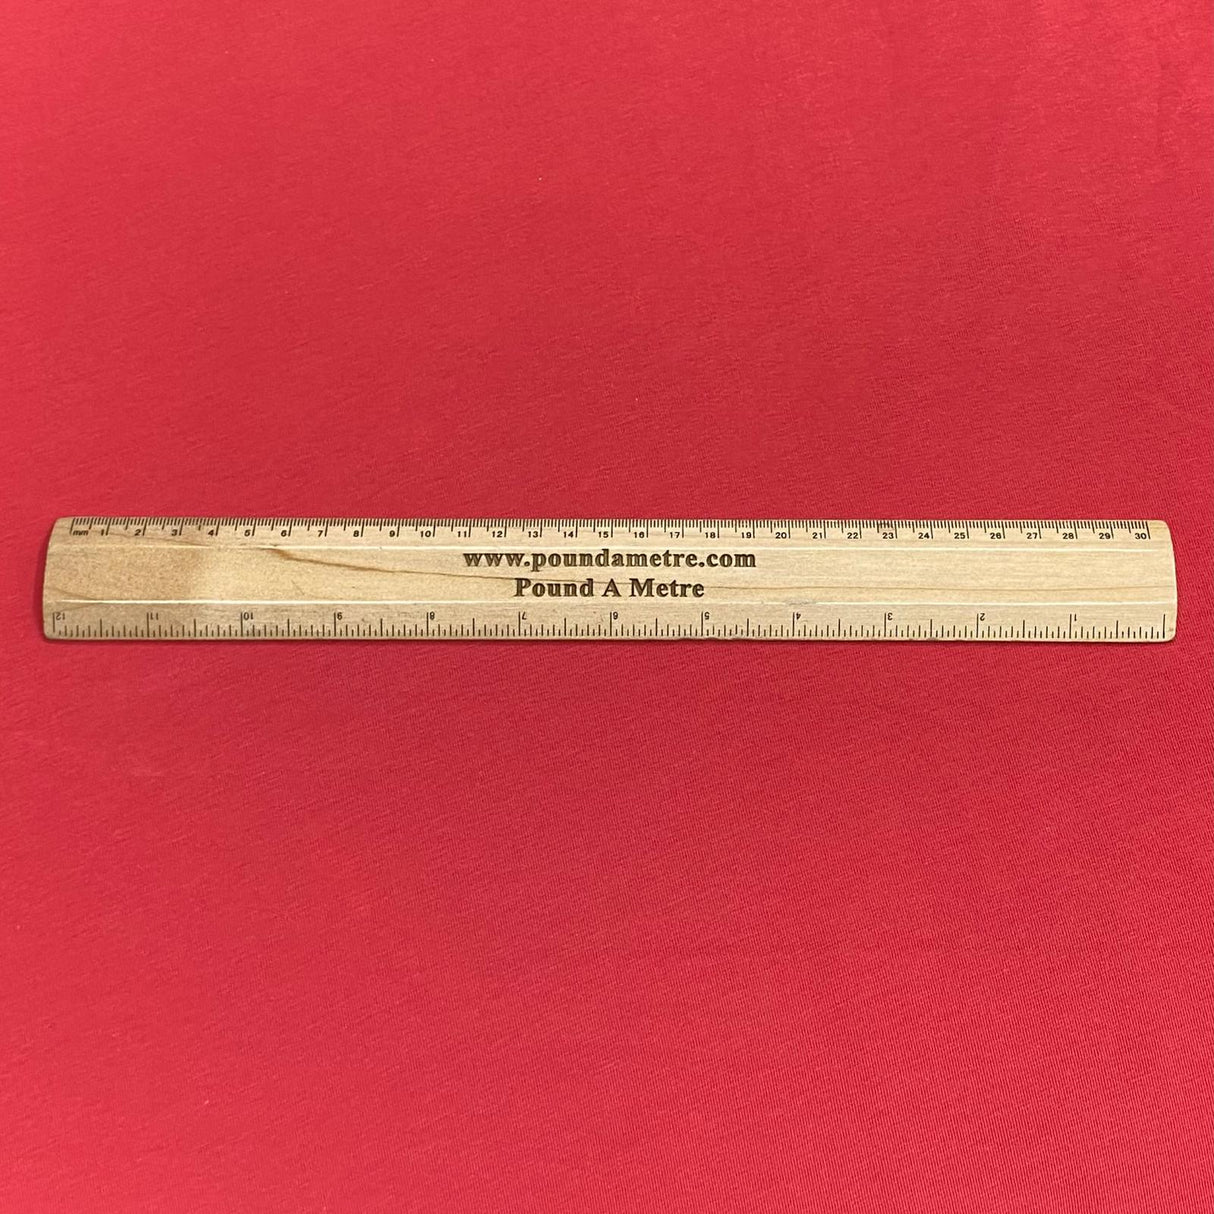 mm 1 2 3 4 5 6 7 8 9 10 11 12 13 14 15 16 17 18 19 20 21 22 23 24 25 26 27 28 29 30
www.poundametre.com
Pound A Metre
12 11 10 9 8 7 6 5 4 3 2 1